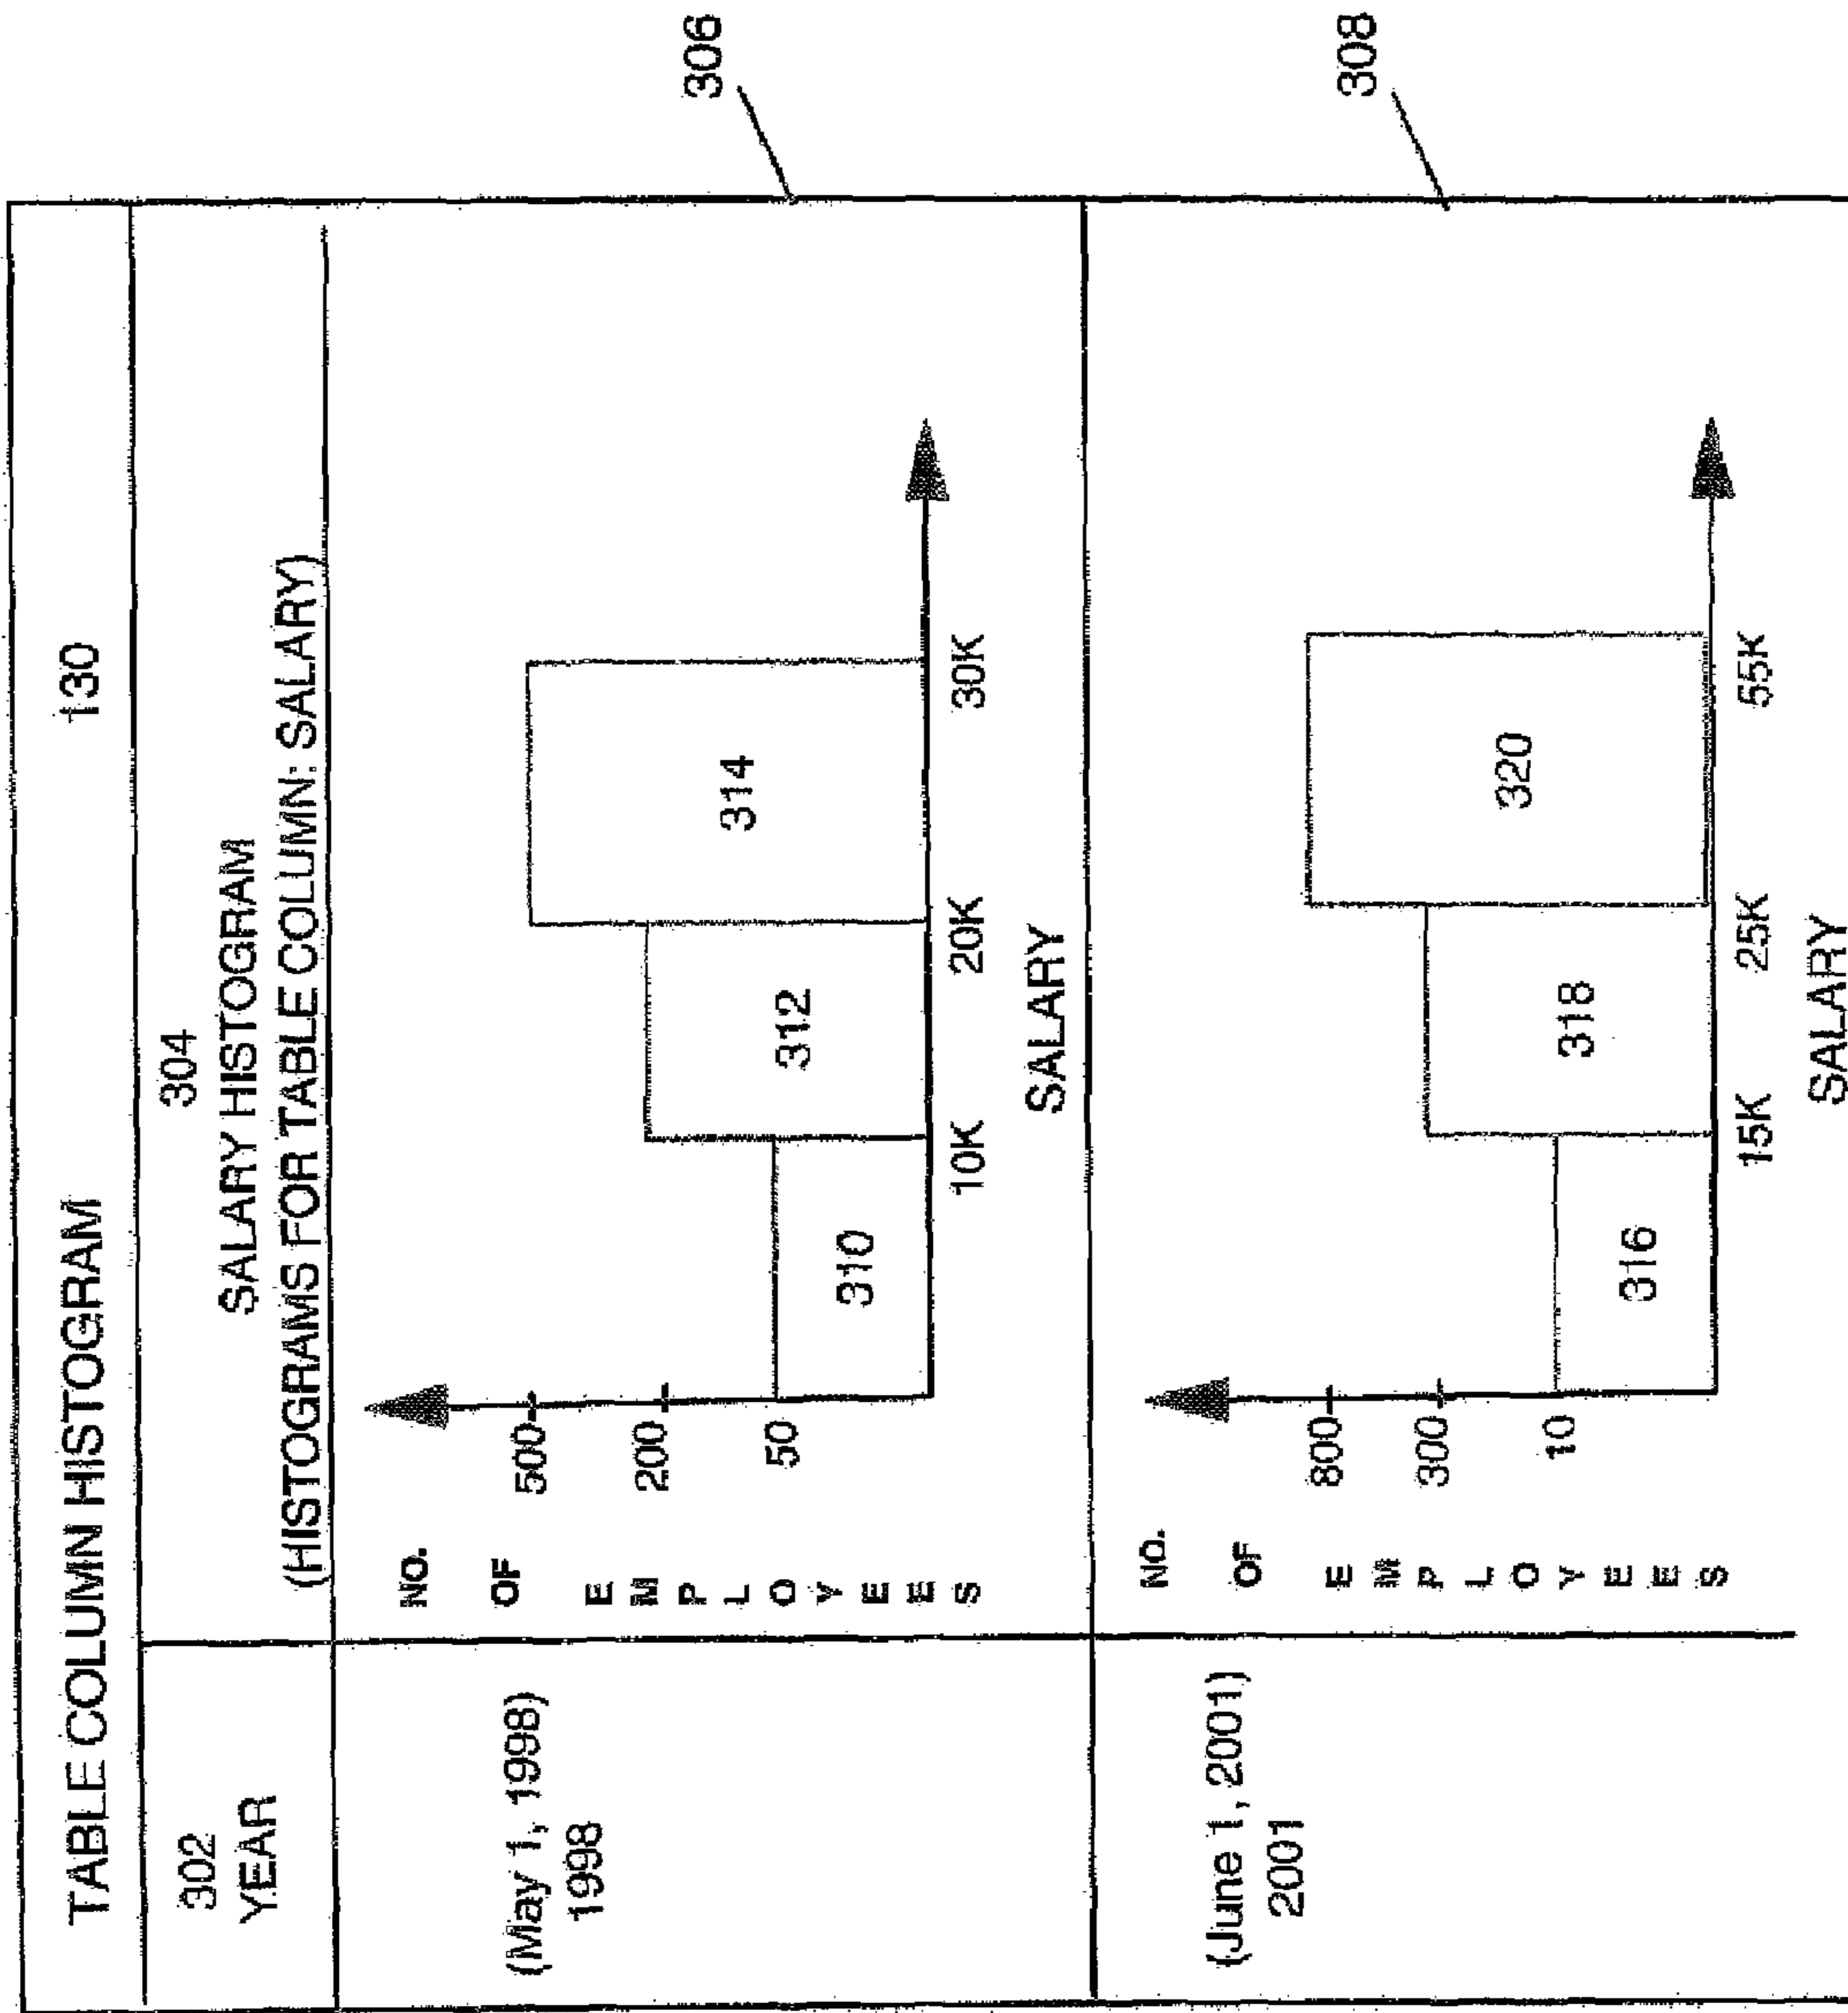 TABLE COLUMN HISTOGRAM 130
302
YEAR
304
SALARY HISTOGRAM
(HISTOGRAMS FOR TABLE COLUMN: SALARY)
(May 1, 1998)
1998
NO.
OF
EMPLOYEES
500
200
50
310
312
314
10K 20K 30K
SALARY
306
(June 1, 2001)
2001
NO.
OF
EMPLOYEES
800
300
10
316
318
320
15K 25K 55K
SALARY
308